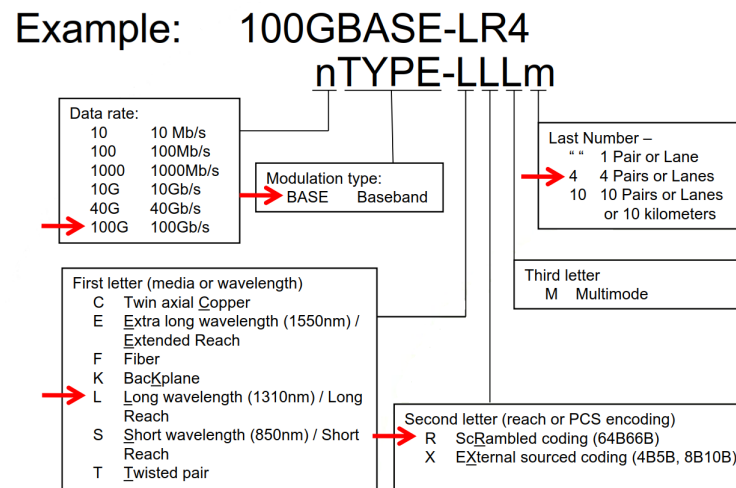 Example: 100GBASE-LR4
nTYPE-LLLm
Data rate:
10 10 Mb/s
100 100Mb/s
1000 1000Mb/s
10G 10Gb/s
40G 40Gb/s
100G 100Gb/s
Modulation type:
BASE Baseband
Last Number –
“ “ 1 Pair or Lane
4 4 Pairs or Lanes
10 10 Pairs or Lanes
or 10 kilometers
First letter (media or wavelength)
C Twin axial Copper
E Extra long wavelength (1550nm) /
Extended Reach
F Fiber
K BacKplane
L Long wavelength (1310nm) / Long
Reach
S Short wavelength (850nm) / Short
Reach
T Twisted pair
Third letter
M Multimode
Second letter (reach or PCS encoding)
R ScRambled coding (64B66B)
X EXternal sourced coding (4B5B, 8B10B)